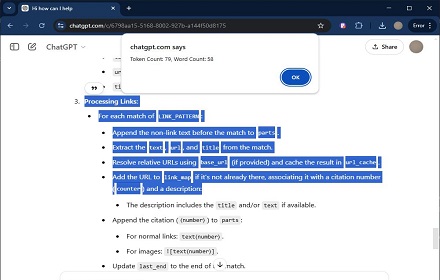 Hi how can I help
chatgpt.com/c/6798aa15-5168-8002-927b-a144f50d8175
Error
ChatGPT
Share
chatgpt.com says
Token Count: 79, Word Count: 58
OK
3. Processing Links:
For each match of LINK_PATTERN:
Append the non-link text before the match to parts.
Extract the text, url, and title from the match.
Resolve relative URLs using base_url (if provided) and cache the result in url_cache.
Add the URL to link_map if it's not already there, associating it with a citation number
(counter) and a description:
The description includes the title and/or text if available.
Append the citation ⟨number⟩ to parts:
For normal links: text⟨number⟩.
For images: ![text⟨number⟩].
Update last_end to the end of match.